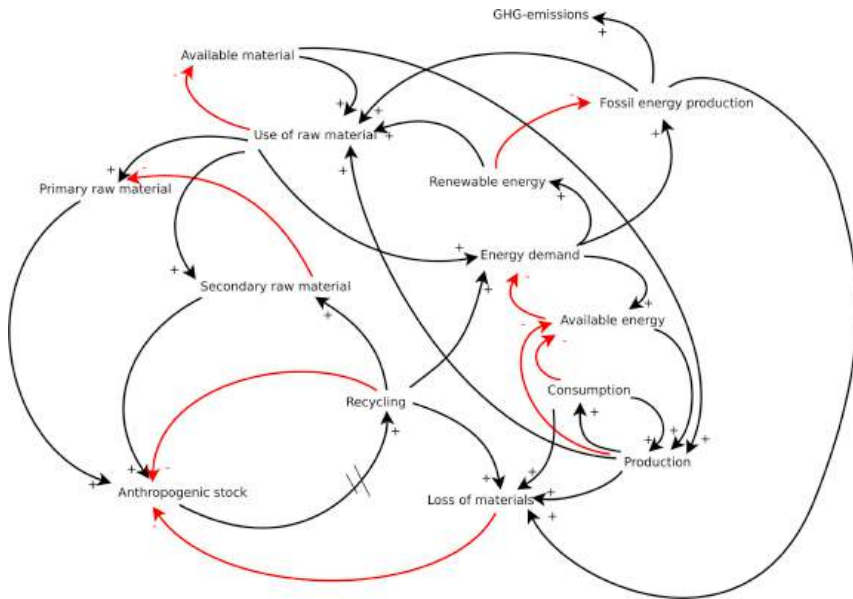 GHG-emissions
Available material
Fossil energy production
Use of raw material
Primary raw material
Renewable energy
Energy demand
Secondary raw material
Available energy
Consumption
Recycling
Production
Anthropogenic stock
Loss of materials